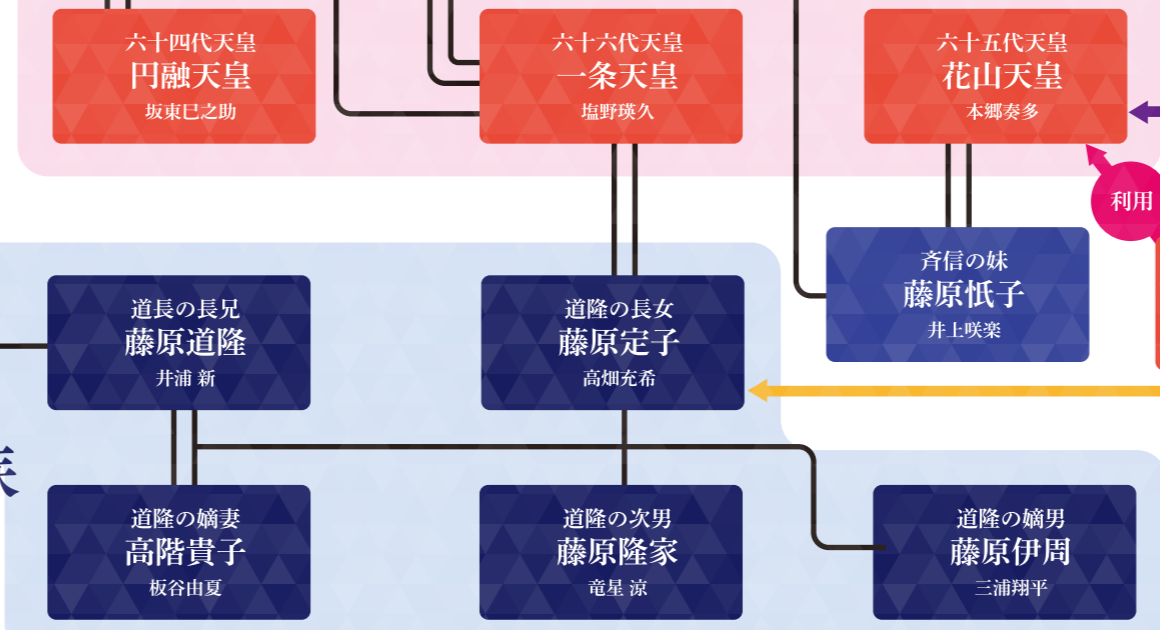 六十四代天皇
円融天皇
坂東巳之助
六十六代天皇
一条天皇
塩野瑛久
六十五代天皇
花山天皇
本郷奏多
利用
斉信の妹
藤原忯子
井上咲楽
道長の長兄
藤原道隆
井浦 新
道隆の長女
藤原定子
高畑充希
道隆の嫡妻
高階貴子
板谷由夏
道隆の次男
藤原隆家
竜星 涼
道隆の嫡男
藤原伊周
三浦翔平